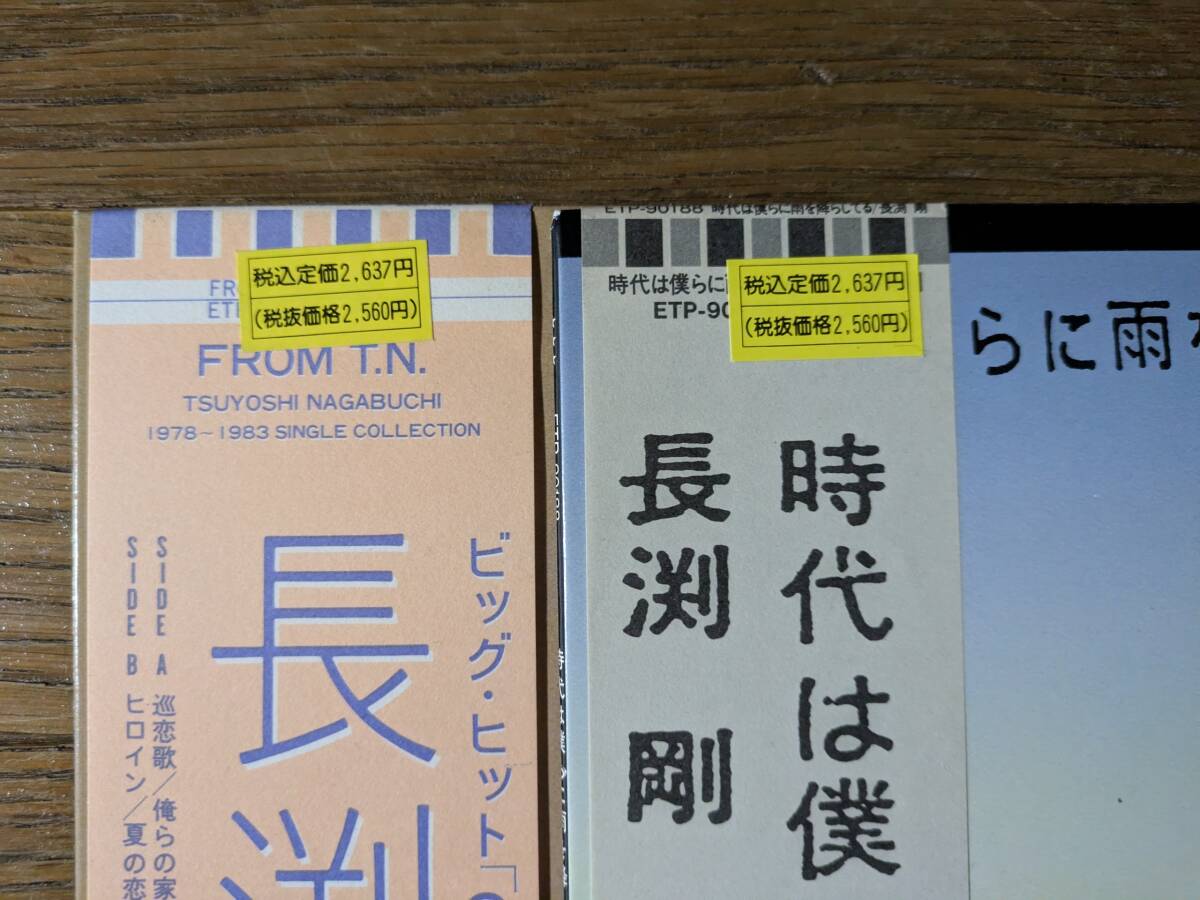 税込定価2,637円
(税抜価格2,560円)
FROM T.N.
TSUYOSHI NAGABUCHI
1978~1983 SINGLE COLLECTION
ビッグ・ヒット「
長渕
SIDE A 巡恋歌/俺らの家
SIDE B ヒロイン/夏の恋
ETP-90188 時代は僕らに雨を降らしてる/長渕 剛
時代は僕らに
ETP-90
税込定価2,637円
(税抜価格2,560円)
時代は僕
長渕 剛
らに雨